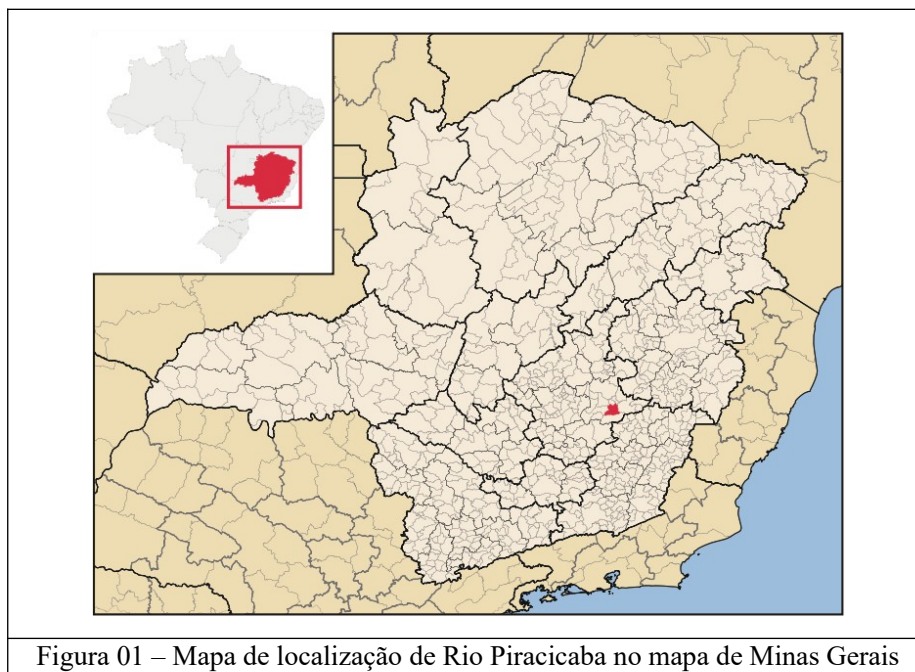 Figura 01 – Mapa de localização de Rio Piracicaba no mapa de Minas Gerais